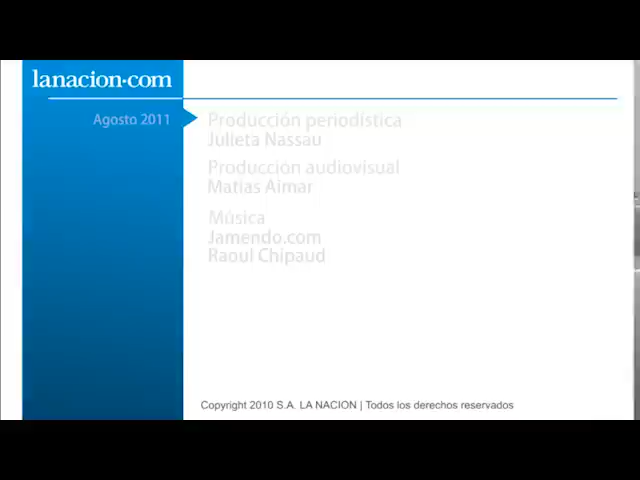 lanacion.com
Agosto 2011
Producción periodística
Julieta Nassau
Producción audiovisual
Matías Aimar
Música
Jamendo.com
Raoul Chipaud
Copyright 2010 S.A. LA NACION | Todos los derechos reservados